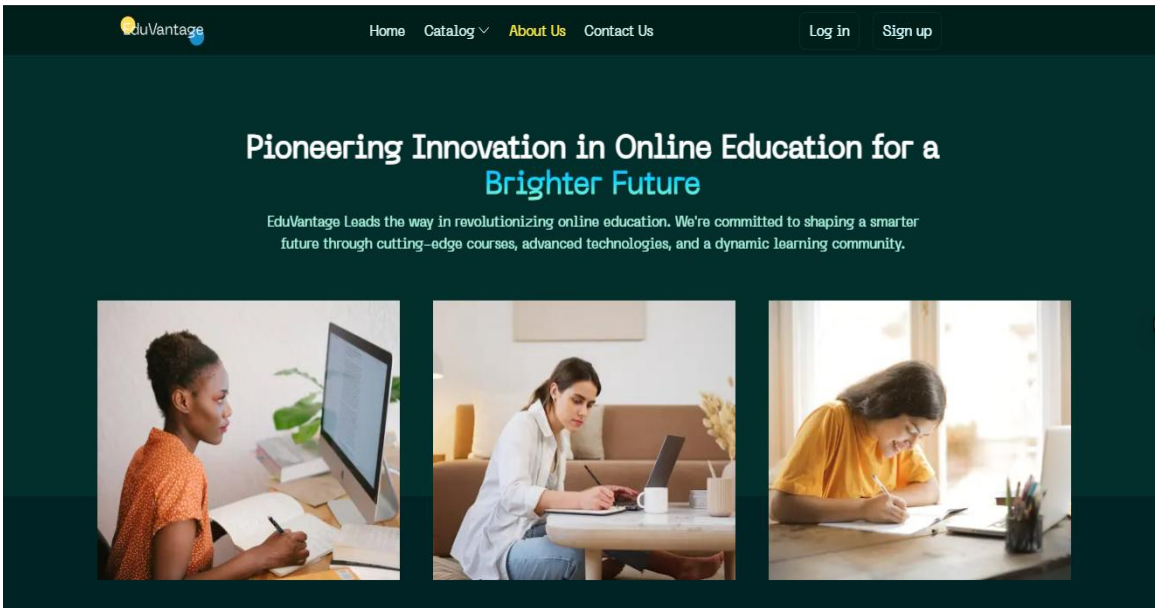 EduVantage
Home Catalog About Us Contact Us
Log in Sign up
Pioneering Innovation in Online Education for a
Brighter Future
EduVantage Leads the way in revolutionizing online education. We're committed to shaping a smarter
future through cutting-edge courses, advanced technologies, and a dynamic learning community.